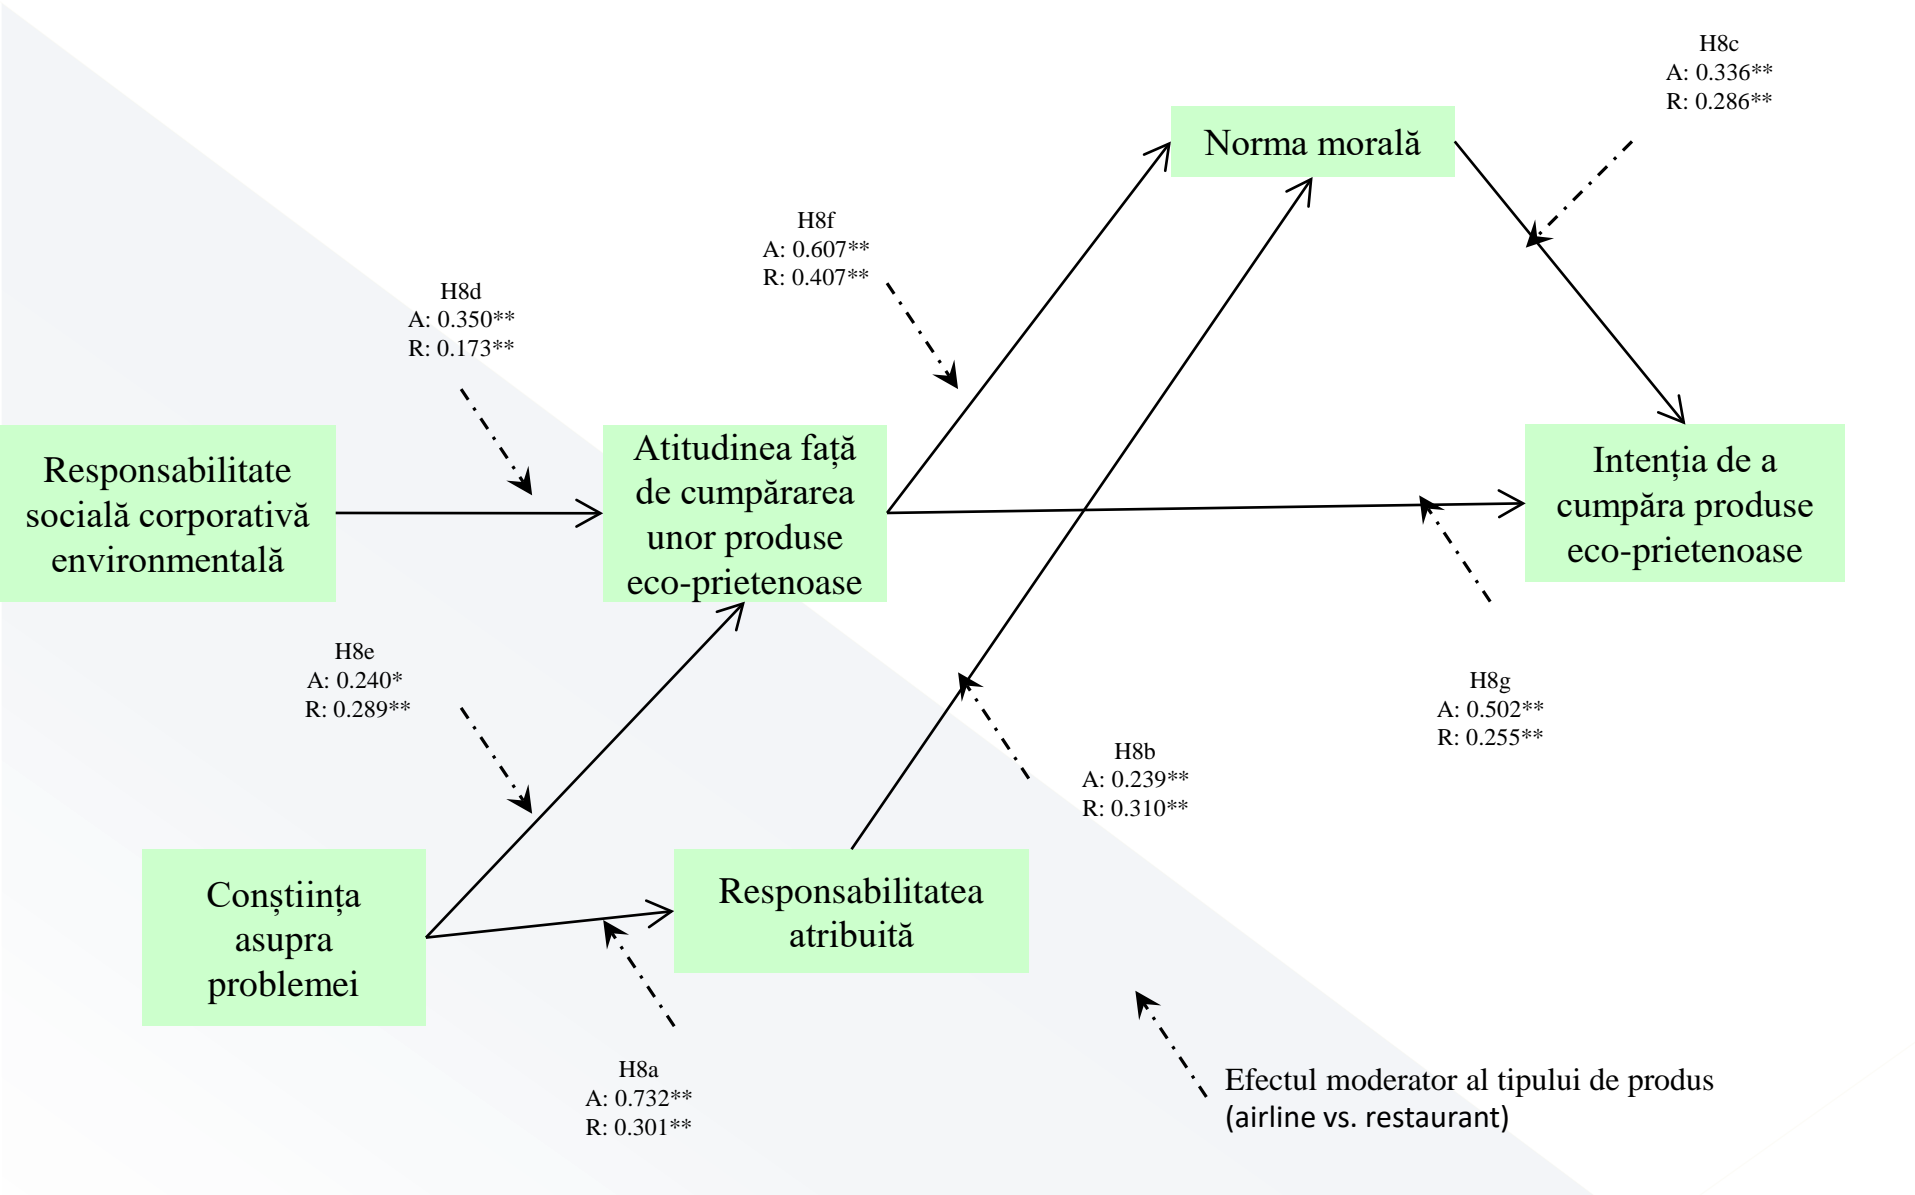 H8c
A: 0.336**
R: 0.286**
Norma morală
H8f
A: 0.607**
R: 0.407**
H8d
A: 0.350**
R: 0.173**
Responsabilitate
socială corporativă
environmentală
Atitudinea față
de cumpărarea
unor produse
eco-prietenoase
Intenția de a
cumpăra produse
eco-prietenoase
H8e
A: 0.240*
R: 0.289**
H8g
A: 0.502**
R: 0.255**
H8b
A: 0.239**
R: 0.310**
Conștiința
asupra
problemei
Responsabilitatea
atribuită
H8a
A: 0.732**
R: 0.301**
Efectul moderator al tipului de produs
(airline vs. restaurant)